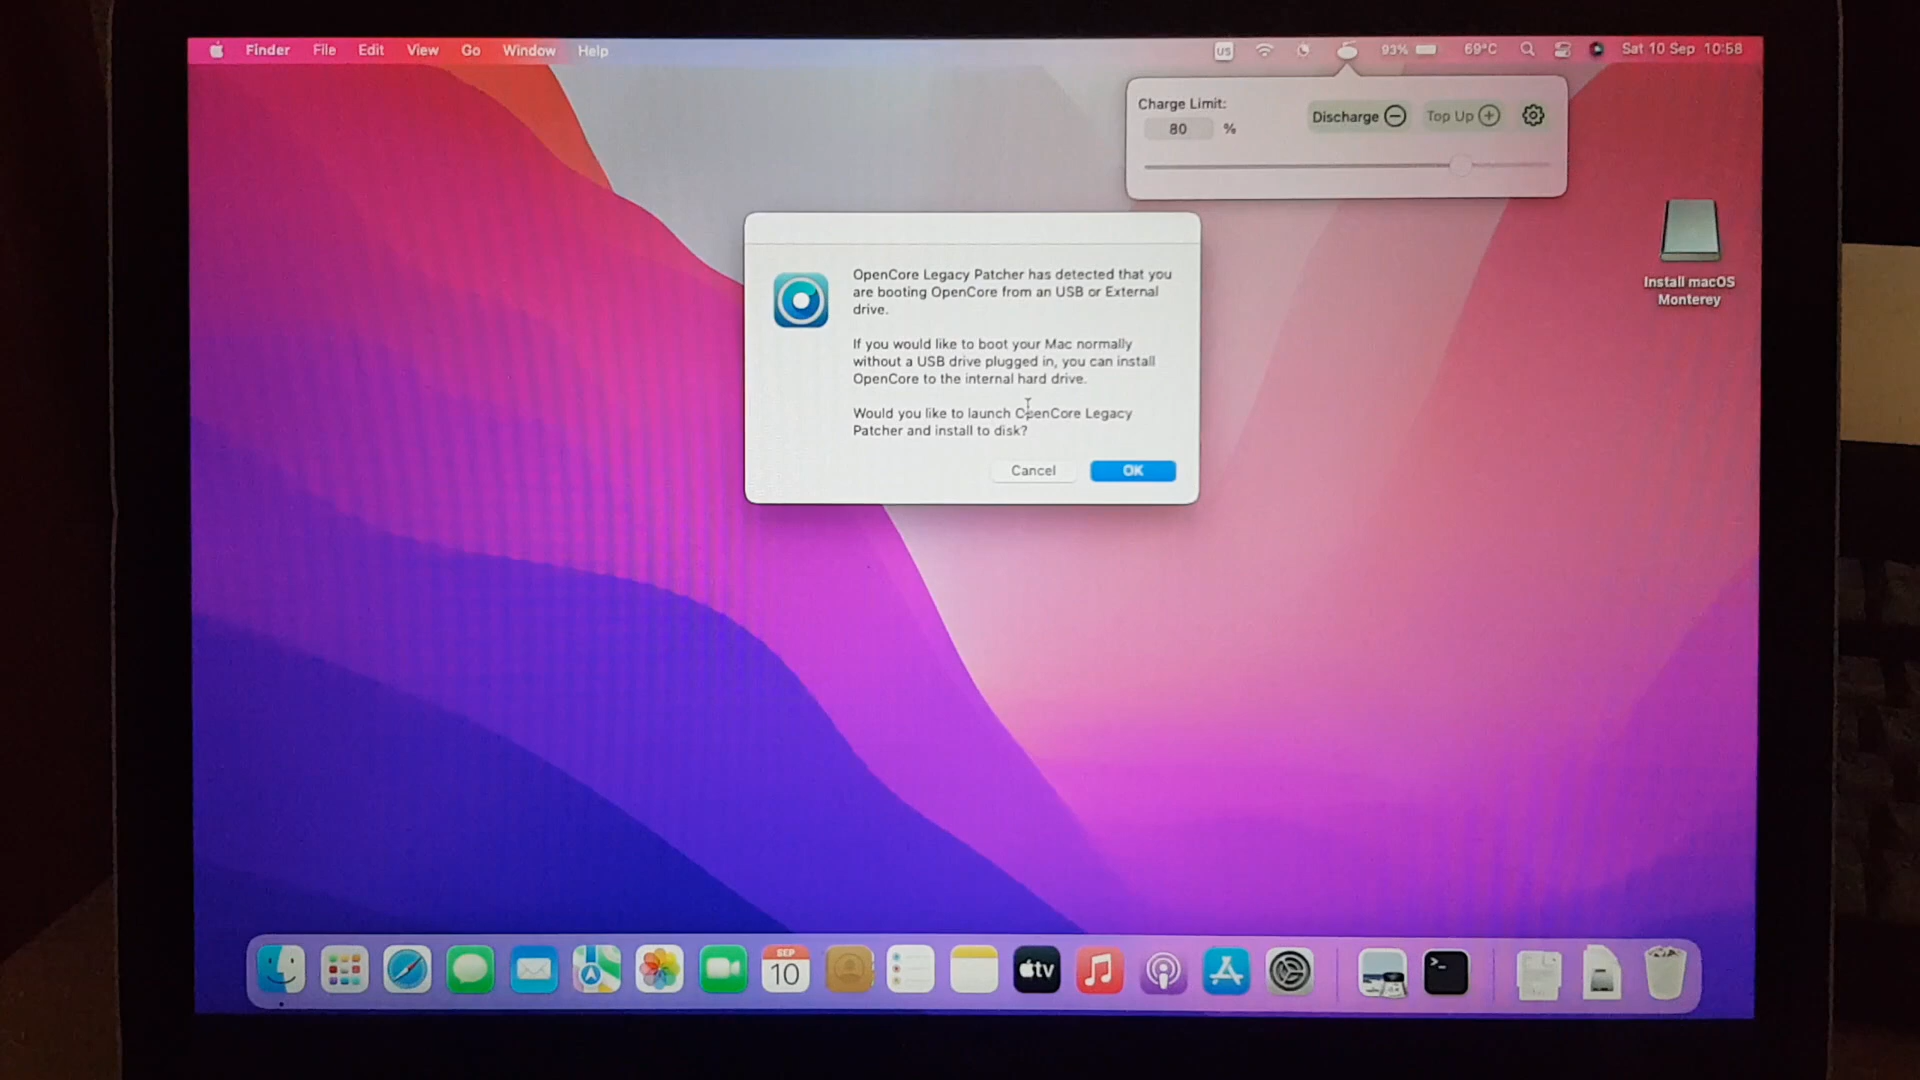 Finder File Edit View Go Window Help
US 93% 69°C Sat 10 Sep 10:58
Charge Limit:
80 %
Discharge
Top Up
OpenCore Legacy Patcher has detected that you
are booting OpenCore from an USB or External
drive.
If you would like to boot your Mac normally
without a USB drive plugged in, you can install
OpenCore to the internal hard drive.
Would you like to launch OpenCore Legacy
Patcher and install to disk?
Cancel OK
Install macOS
Monterey
SEP
10
tv
>_